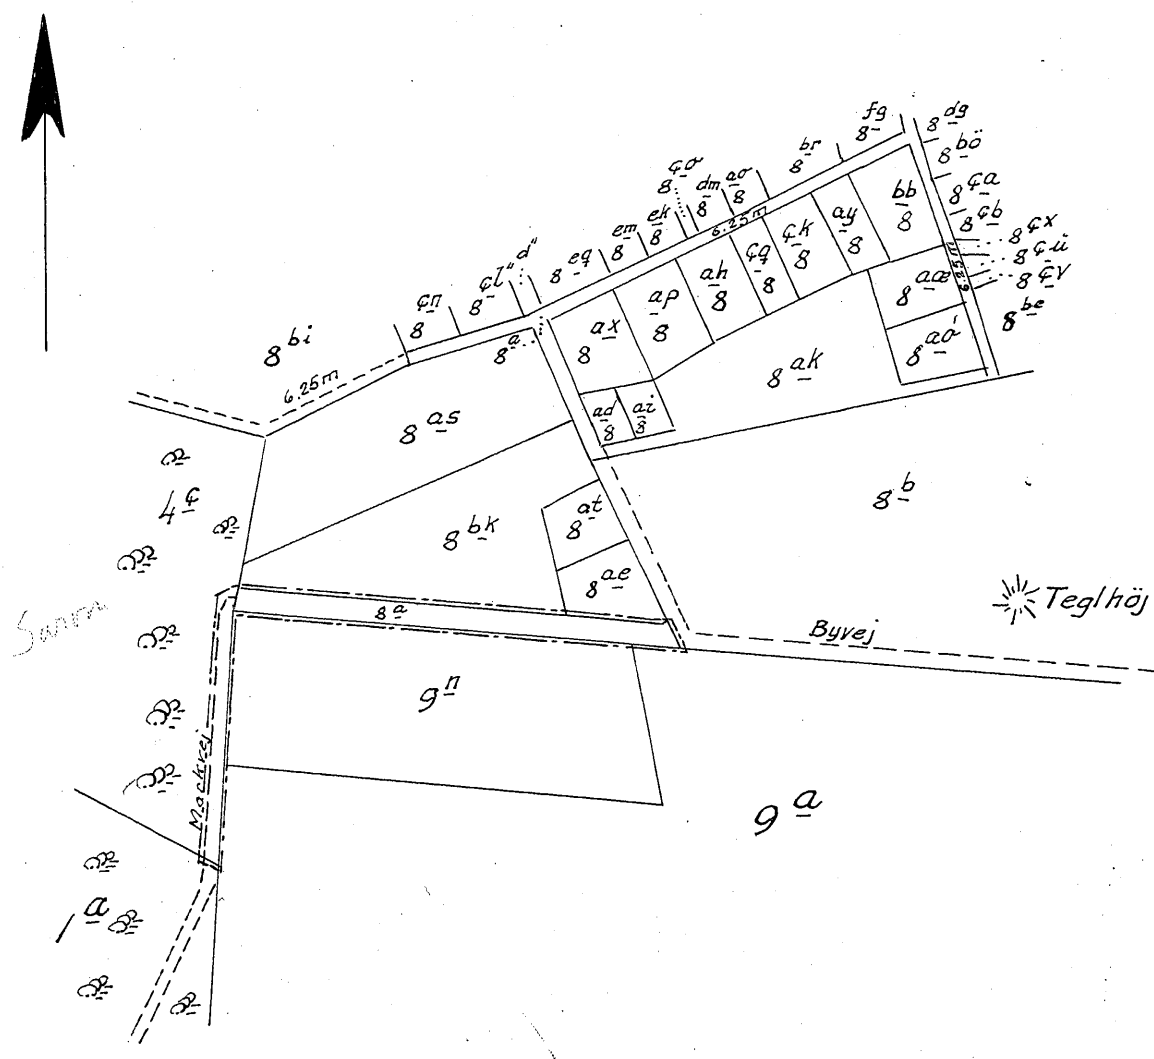 8 fg
8 dg
8 br
8 bö
8 ço
8 dm
8 ao
8 ça
8 ek
8 em
6.25 m
8 bb
8 çb
8 çx
8 eq
8 ay
8 çk
8 çü
8 çq
6.25 m
8 çv
"d"
8 çl
8 ah
8 aæ
8 çn
8 ap
8 be
8 bi
8 a
8 ax
8 aö
8 ak
6.25 m
8 ad
8 ai
8 as
8 b
4 ç
8 at
8 bk
8 ae
8 a
Teglhöj
Byvej
9 n
Markvej
9 a
1 a